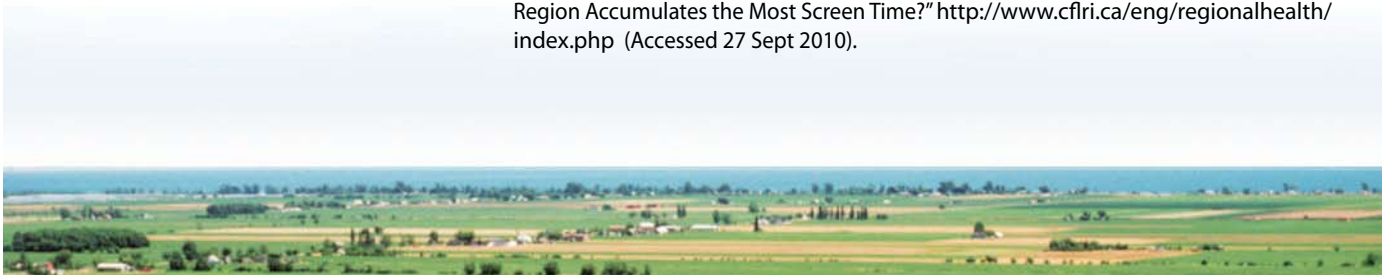 Region Accumulates the Most Screen Time?" http://www.cflri.ca/eng/regionalhealth/
index.php (Accessed 27 Sept 2010).